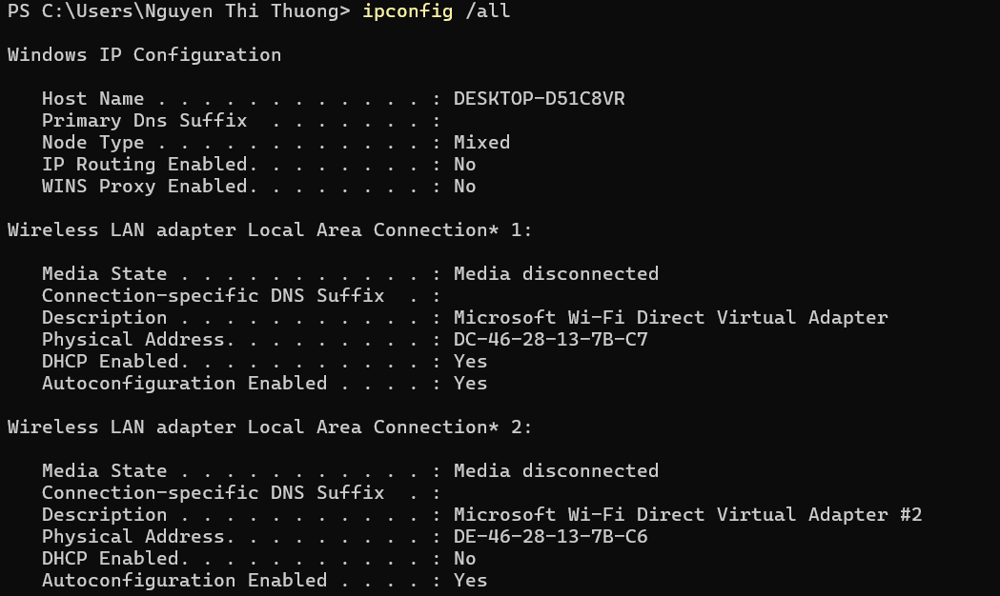 PS C:\Users\Nguyen Thi Thuong> ipconfig /all
Windows IP Configuration
Host Name . . . . . . . . . . . . : DESKTOP-D51C8VR
Primary Dns Suffix  . . . . . . . :
Node Type . . . . . . . . . . . . : Mixed
IP Routing Enabled. . . . . . . . : No
WINS Proxy Enabled. . . . . . . . : No
Wireless LAN adapter Local Area Connection* 1:
Media State . . . . . . . . . . . : Media disconnected
Connection-specific DNS Suffix  . :
Description . . . . . . . . . . . : Microsoft Wi-Fi Direct Virtual Adapter
Physical Address. . . . . . . . . : DC-46-28-13-7B-C7
DHCP Enabled. . . . . . . . . . . : Yes
Autoconfiguration Enabled . . . . : Yes
Wireless LAN adapter Local Area Connection* 2:
Media State . . . . . . . . . . . : Media disconnected
Connection-specific DNS Suffix  . :
Description . . . . . . . . . . . : Microsoft Wi-Fi Direct Virtual Adapter #2
Physical Address. . . . . . . . . : DE-46-28-13-7B-C6
DHCP Enabled. . . . . . . . . . . : No
Autoconfiguration Enabled . . . . : Yes